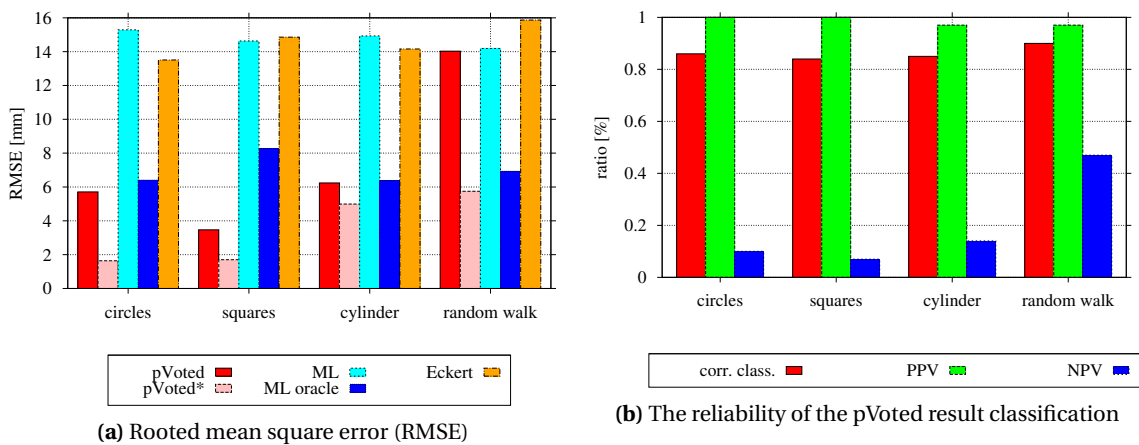 RMSE [mm]
16
14
12
10
8
6
4
2
0
circles squares cylinder random walk
pVoted ML Eckert
pVoted* ML oracle
(a) Rooted mean square error (RMSE)
ratio [%]
1
0.8
0.6
0.4
0.2
0
circles squares cylinder random walk
corr. class. PPV NPV
(b) The reliability of the pVoted result classification